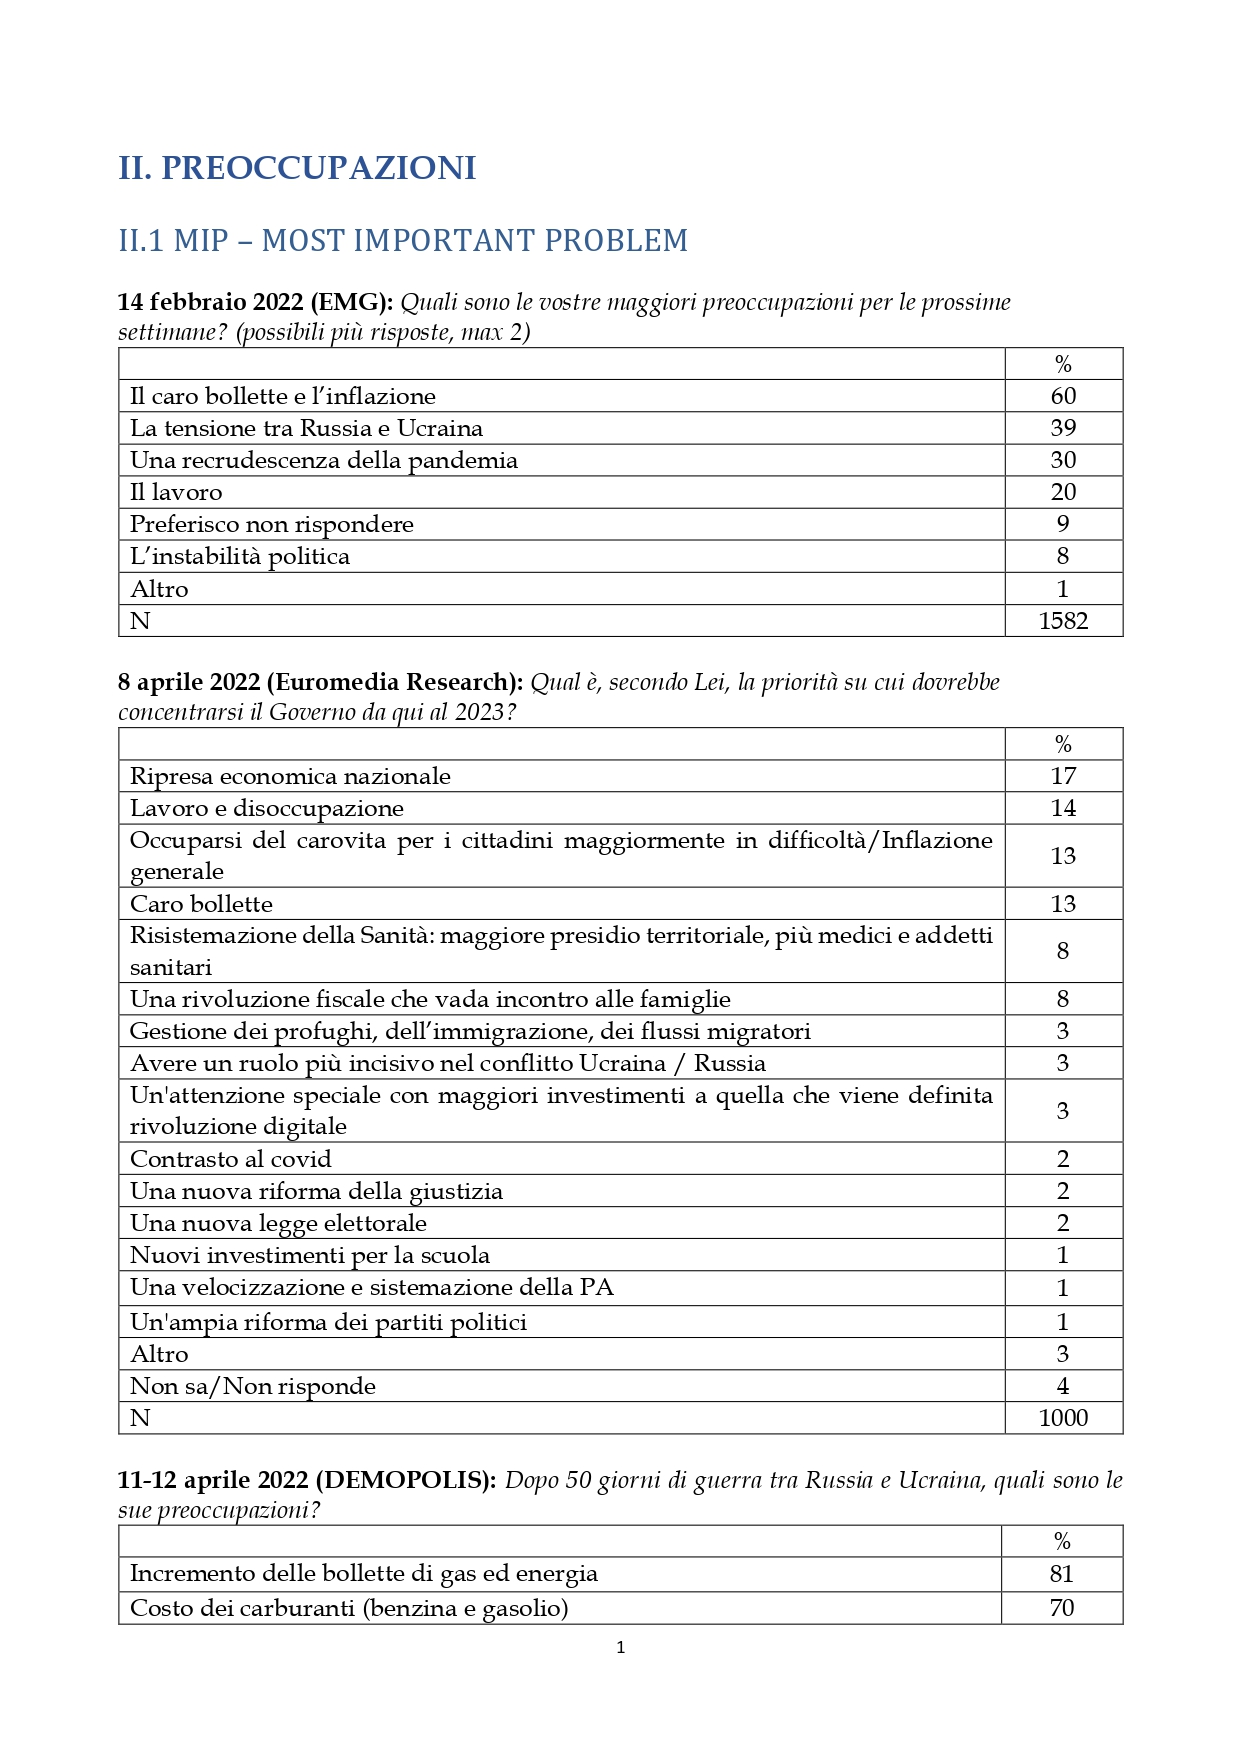 II. PREOCCUPAZIONI
II.1 MIP – MOST IMPORTANT PROBLEM
14 febbraio 2022 (EMG): Quali sono le vostre maggiori preoccupazioni per le prossime
settimane? (possibili più risposte, max 2)
%
Il caro bollette e l’inflazione 60
La tensione tra Russia e Ucraina 39
Una recrudescenza della pandemia 30
Il lavoro 20
Preferisco non rispondere 9
L’instabilità politica 8
Altro 1
N 1582
8 aprile 2022 (Euromedia Research): Qual è, secondo Lei, la priorità su cui dovrebbe
concentrarsi il Governo da qui al 2023?
%
Ripresa economica nazionale 17
Lavoro e disoccupazione 14
Occuparsi del carovita per i cittadini maggiormente in difficoltà/Inflazione
generale 13
Caro bollette 13
Risistemazione della Sanità: maggiore presidio territoriale, più medici e addetti
sanitari 8
Una rivoluzione fiscale che vada incontro alle famiglie 8
Gestione dei profughi, dell’immigrazione, dei flussi migratori 3
Avere un ruolo più incisivo nel conflitto Ucraina / Russia 3
Un'attenzione speciale con maggiori investimenti a quella che viene definita
rivoluzione digitale 3
Contrasto al covid 2
Una nuova riforma della giustizia 2
Una nuova legge elettorale 2
Nuovi investimenti per la scuola 1
Una velocizzazione e sistemazione della PA 1
Un'ampia riforma dei partiti politici 1
Altro 3
Non sa/Non risponde 4
N 1000
11-12 aprile 2022 (DEMOPOLIS): Dopo 50 giorni di guerra tra Russia e Ucraina, quali sono le
sue preoccupazioni?
%
Incremento delle bollette di gas ed energia 81
Costo dei carburanti (benzina e gasolio) 70
1